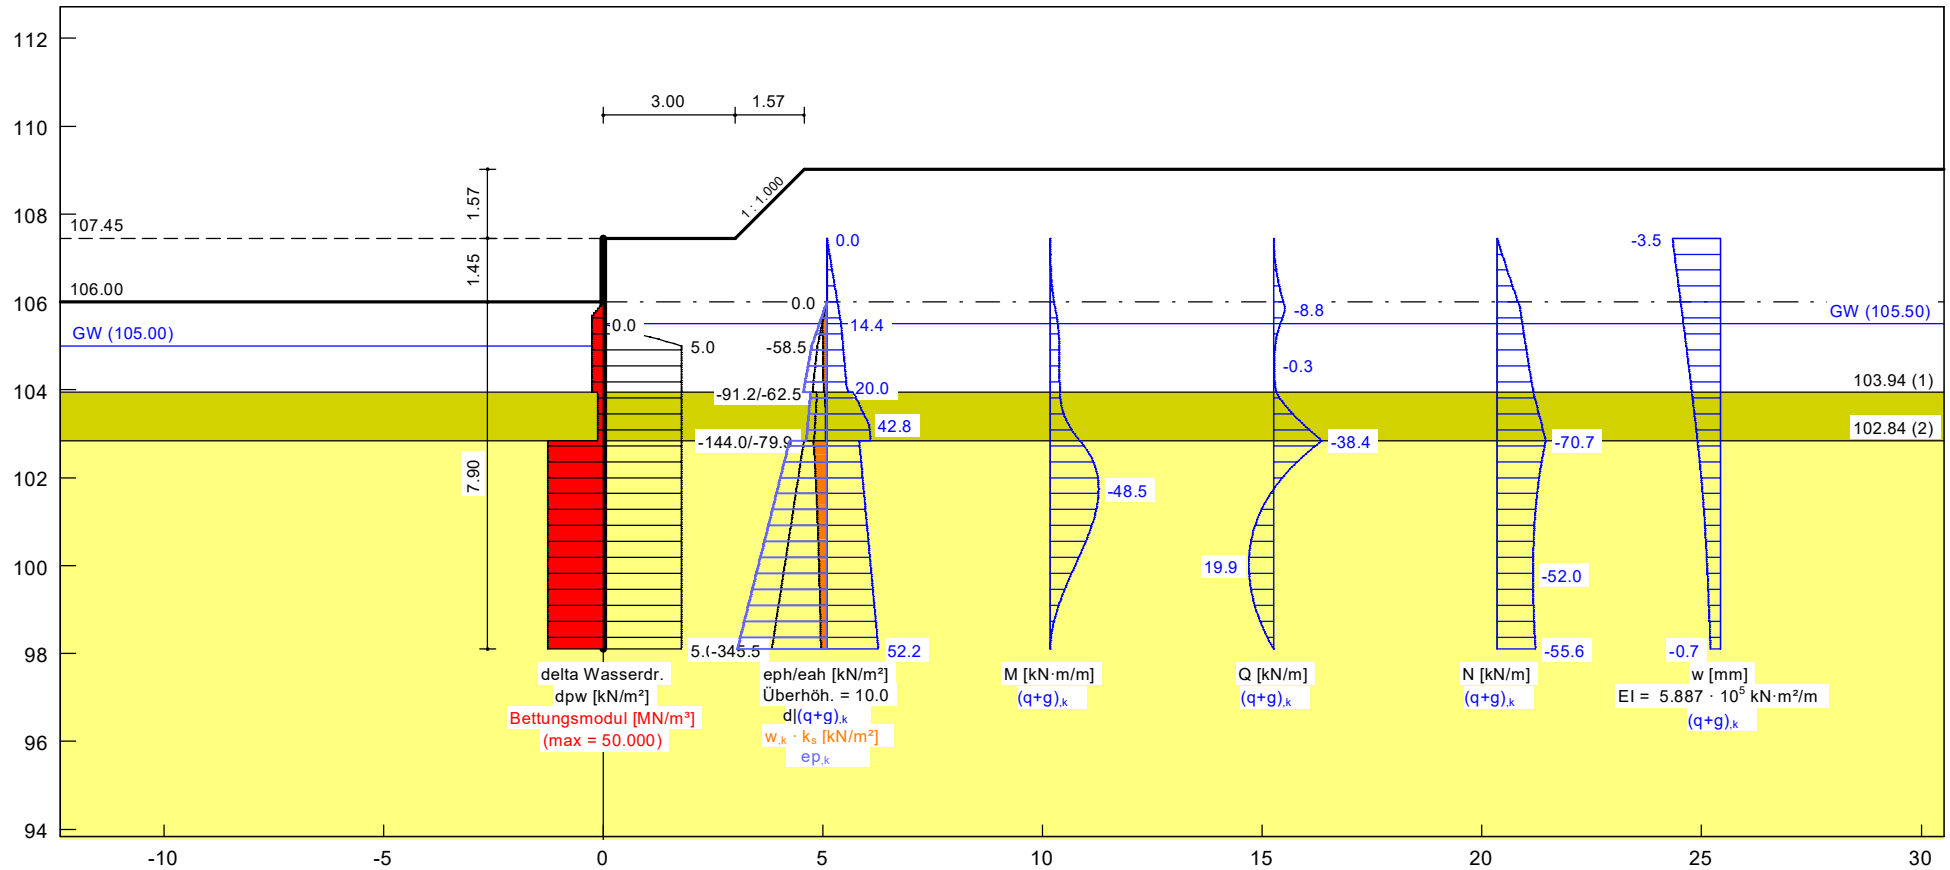 112
110
108
106
104
102
100
98
96
94
-10
-5
0
5
10
15
20
25
30
3.00
1.57
1.57
1.45
7.90
1 : 1.000
107.45
106.00
GW (105.00)
GW (105.50)
103.94 (1)
102.84 (2)
0.0
5.0
5.0
delta Wasserdr.
dpw [kN/m²]
Bettungsmodul [MN/m³]
(max = 50.000)
0.0
0.0
14.4
-58.5
-91.2/-62.5
20.0
42.8
-144.0/-79.9
-345.5
52.2
eph/eah [kN/m²]
Überhöh. = 10.0
d|(q+g),k
w,k · ks [kN/m²]
ep,k
-48.5
M [kN·m/m]
(q+g),k
-8.8
-0.3
-38.4
19.9
Q [kN/m]
(q+g),k
-70.7
-52.0
-55.6
N [kN/m]
(q+g),k
-3.5
-0.7
w [mm]
EI = 5.887 · 10⁵ kN·m²/m
(q+g),k